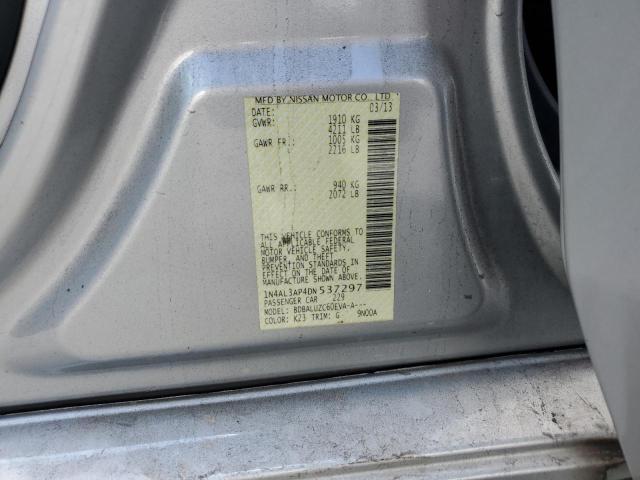 MFD BY NISSAN MOTOR CO., LTD.
DATE: 03/13
GVWR: 1910 KG
4211 LB
GAWR FR.: 1005 KG
2216 LB
GAWR RR.: 940 KG
2072 LB
THIS VEHICLE CONFORMS TO
ALL APPLICABLE FEDERAL
MOTOR VEHICLE SAFETY,
BUMPER, AND THEFT
PREVENTION STANDARDS IN
EFFECT ON THE DATE OF
MANUFACTURE SHOWN ABOVE.
1N4AL3AP4DN 537297
PASSENGER CAR 229
MODEL: BDBALUZC60EVA-A---
COLOR: K23 TRIM: G 9N00A